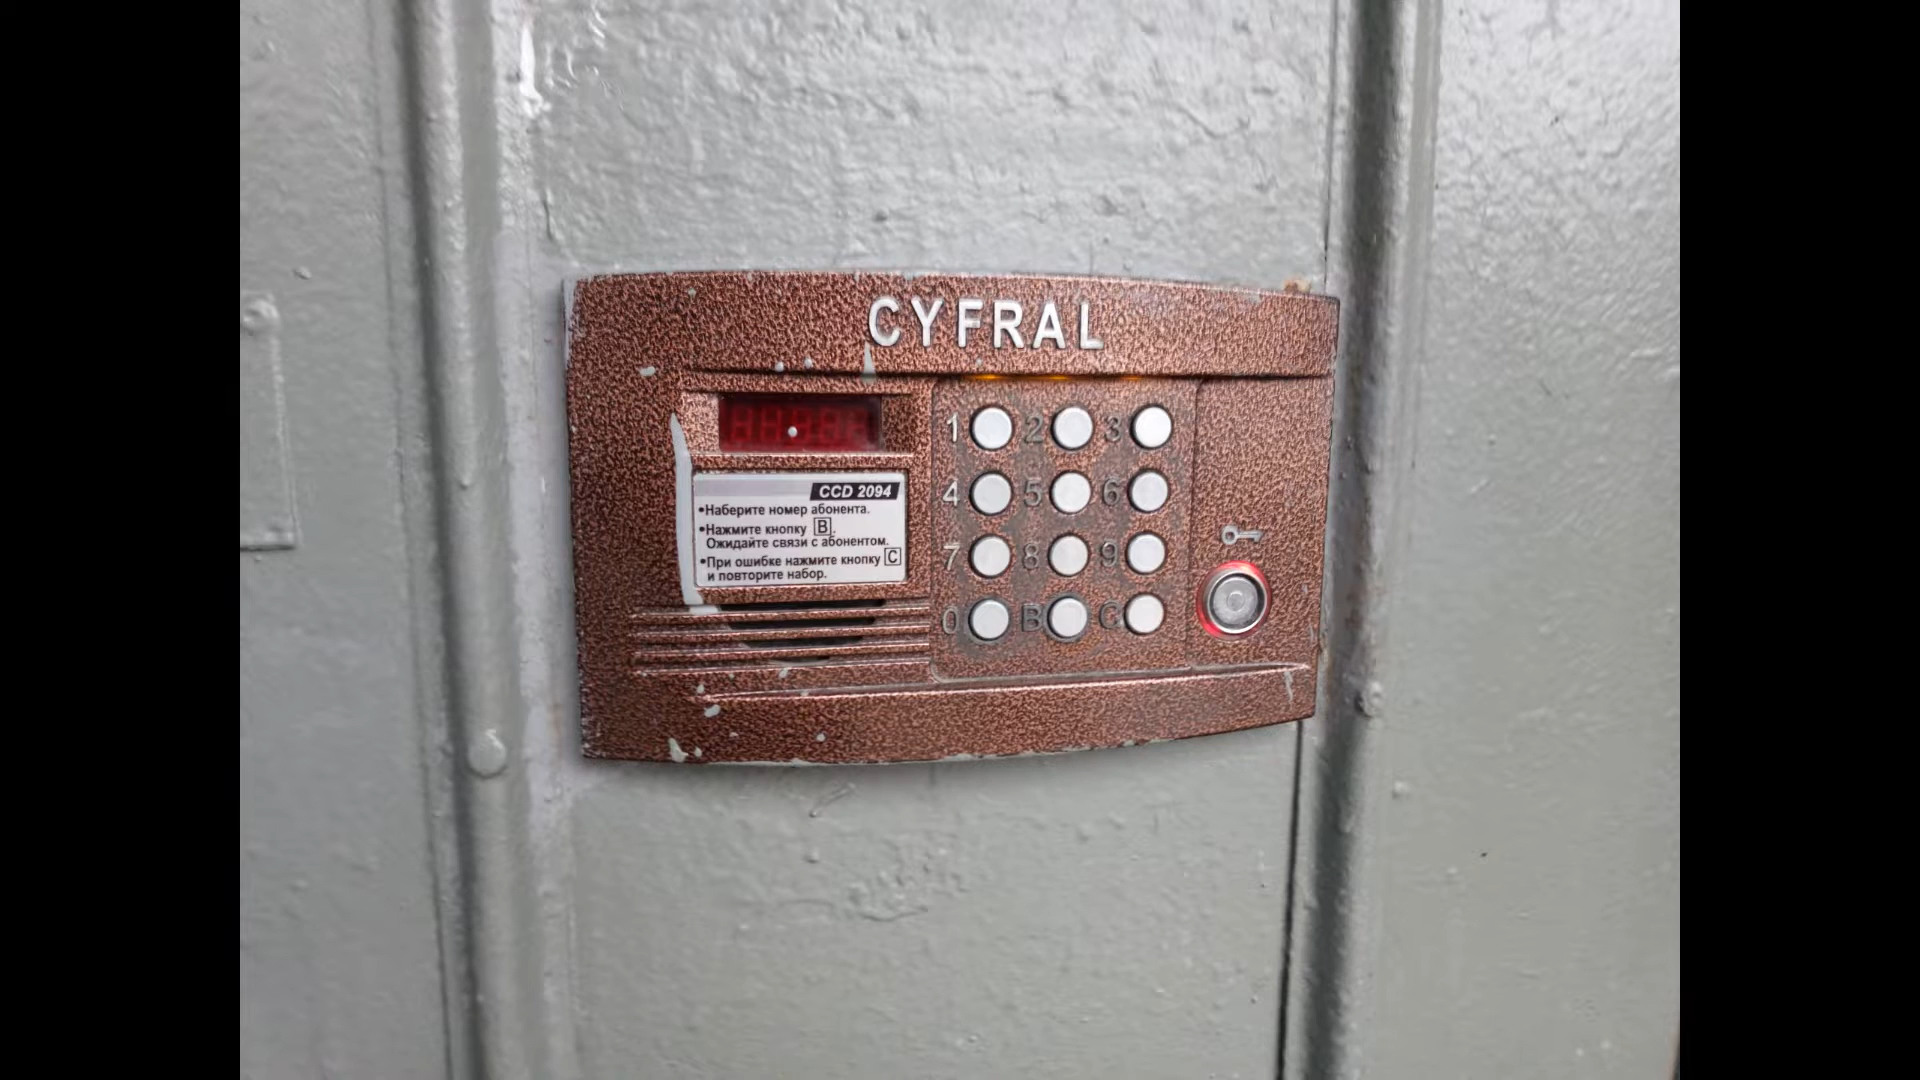 CYFRAL
CCD 2094
•Наберите номер абонента.
•Нажмите кнопку B.
Ожидайте связи с абонентом.
•При ошибке нажмите кнопку C
и повторите набор.
1 2 3
4 5 6
7 8 9
0 B C